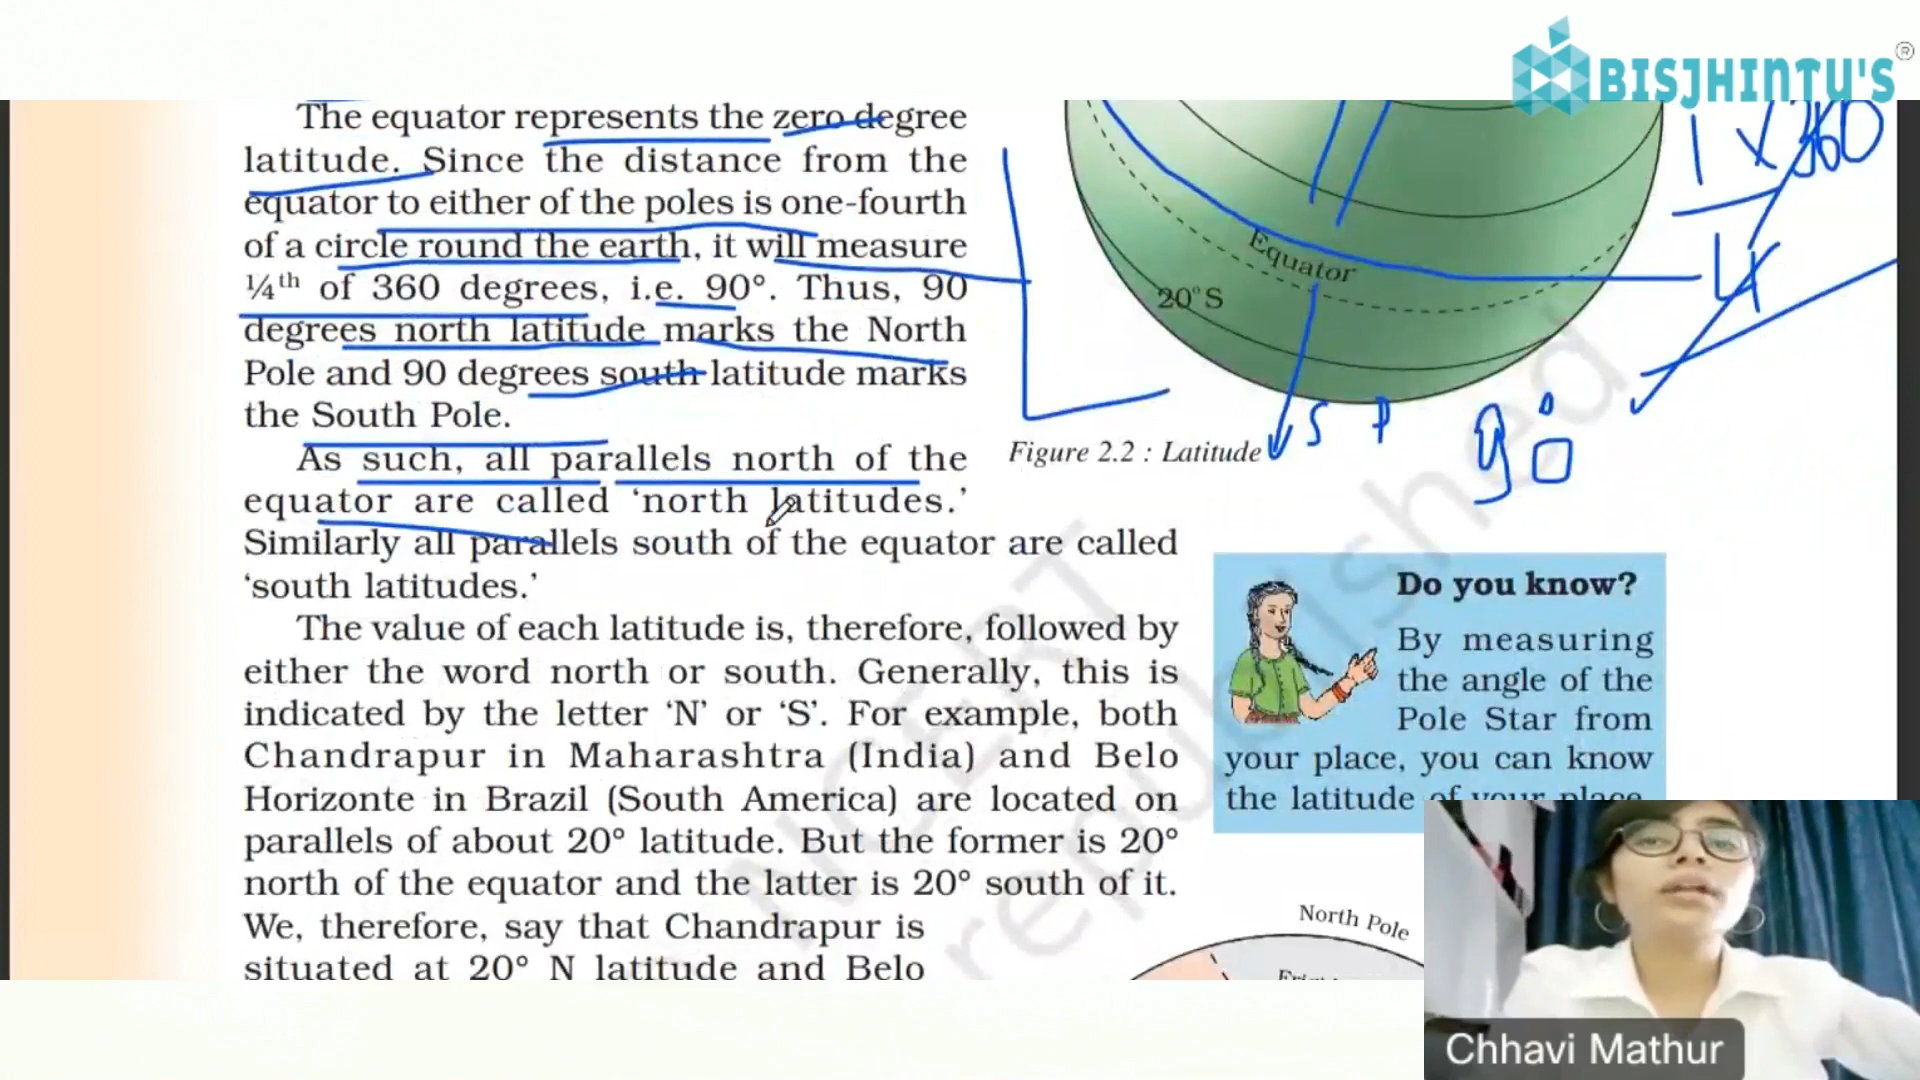 BISJHINTU'S®
The equator represents the zero degree
latitude. Since the distance from the
equator to either of the poles is one-fourth
of a circle round the earth, it will measure
¼th of 360 degrees, i.e. 90°. Thus, 90
degrees north latitude marks the North
Pole and 90 degrees south latitude marks
the South Pole.
As such, all parallels north of the
equator are called ‘north latitudes.’
Similarly all parallels south of the equator are called
‘south latitudes.’
The value of each latitude is, therefore, followed by
either the word north or south. Generally, this is
indicated by the letter ‘N’ or ‘S’. For example, both
Chandrapur in Maharashtra (India) and Belo
Horizonte in Brazil (South America) are located on
parallels of about 20° latitude. But the former is 20°
north of the equator and the latter is 20° south of it.
We, therefore, say that Chandrapur is
situated at 20° N latitude and Belo
Equator
20°S
1 x 360
4
S P
90°
Figure 2.2 : Latitude
Do you know?
By measuring
the angle of the
Pole Star from
your place, you can know
the latitude of your place.
North Pole
NCERT
republished
Chhavi Mathur